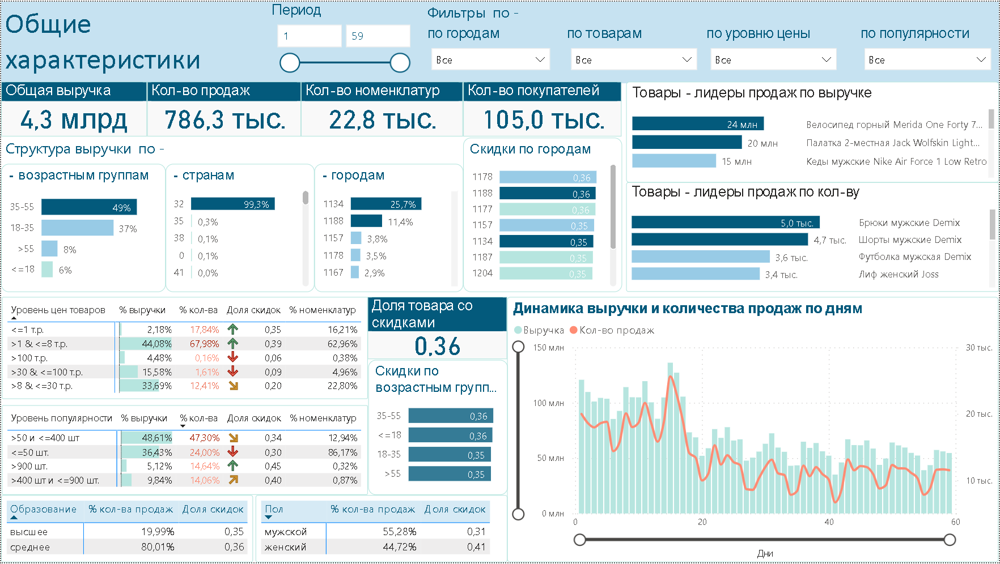 Общие
характеристики
Период
1
59
Фильтры по -
по городам
по товарам
по уровню цены
по популярности
Все
Все
Все
Все
Общая выручка
Кол-во продаж
Кол-во номенклатур
Кол-во покупателей
4,3 млрд
786,3 тыс.
22,8 тыс.
105,0 тыс.
Товары - лидеры продаж по выручке
24 млн Велосипед горный Merida One Forty 7...
20 млн Палатка 2-местная Jack Wolfskin Light...
15 млн Кеды мужские Nike Air Force 1 Low Retro
Структура выручки по -
- возрастным группам
35-55 49%
18-35 37%
>55 8%
<=18 6%
- странам
32 99,3%
35 0,3%
38 0,1%
0 0,1%
41 0,0%
- городам
1134 25,7%
1188 11,4%
1157 3,8%
1178 3,5%
1167 2,9%
Скидки по городам
1178 0,36
1188 0,36
1177 0,36
1157 0,35
1134 0,35
1187 0,35
1204 0,35
Товары - лидеры продаж по кол-ву
5,0 тыс. Брюки мужские Demix
4,7 тыс. Шорты мужские Demix
3,6 тыс. Футболка мужская Demix
3,4 тыс. Лиф женский Joss
Уровень цен товаров % выручки % кол-ва Доля скидок % номенклатур
<=1 т.р. 2,18% 17,84% 0,35 16,21%
>1 & <=8 т.р. 44,08% 67,98% 0,39 62,96%
>100 т.р. 4,48% 0,16% 0,06 0,38%
>30 & <=100 т.р. 15,58% 1,61% 0,09 4,96%
>8 & <=30 т.р. 33,69% 12,41% 0,20 22,80%
Уровень популярности % выручки % кол-ва Доля скидок % номенклатур
>50 и <=400 шт 48,61% 47,30% 0,34 12,94%
<=50 шт. 36,43% 24,00% 0,30 86,17%
>900 шт. 5,12% 14,64% 0,45 0,32%
>400 шт и <=900 шт. 9,84% 14,06% 0,40 0,87%
Доля товара со
скидками
0,36
Скидки по
возрастным групп...
35-55 0,36
<=18 0,36
18-35 0,35
>55 0,35
Образование % кол-ва продаж Доля скидок
высшее 19,99% 0,35
среднее 80,01% 0,36
Пол % кол-ва продаж Доля скидок
мужской 55,28% 0,31
женский 44,72% 0,41
Динамика выручки и количества продаж по дням
Выручка Кол-во продаж
150 млн 30 тыс.
100 млн 20 тыс.
50 млн 10 тыс.
0 млн
0 20 40 60
Дни